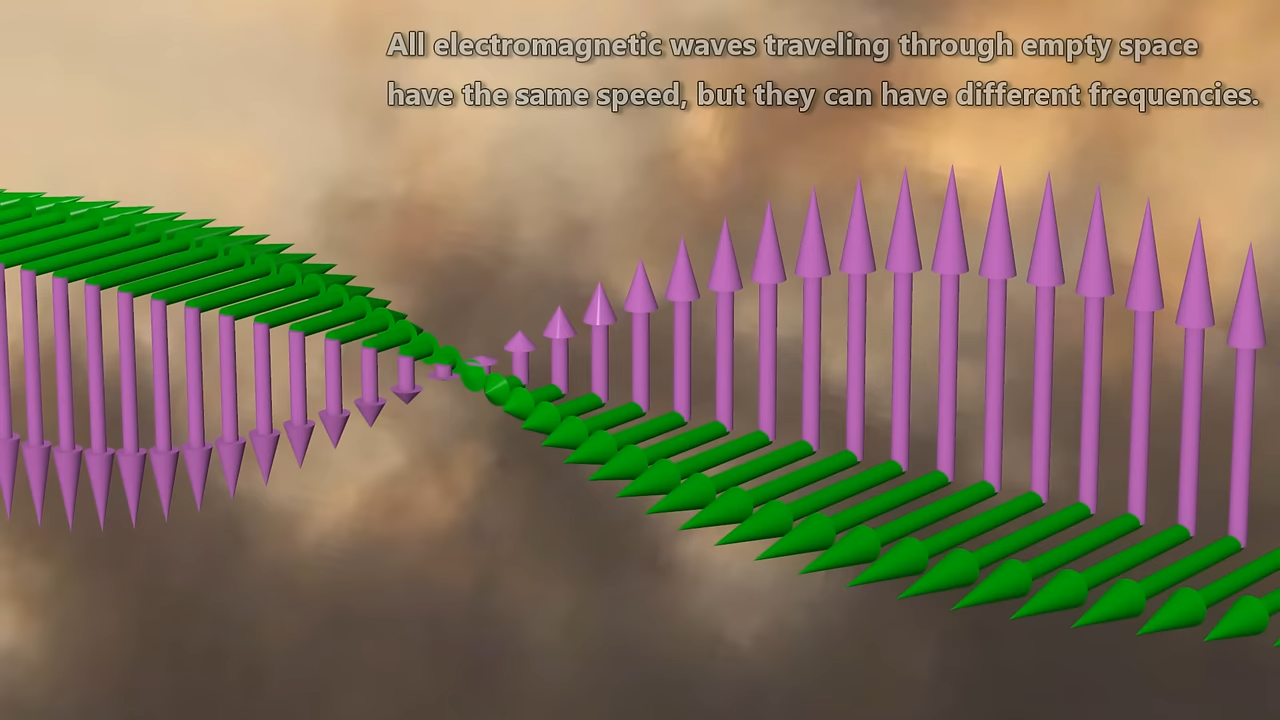 All electromagnetic waves traveling through empty space
have the same speed, but they can have different frequencies.